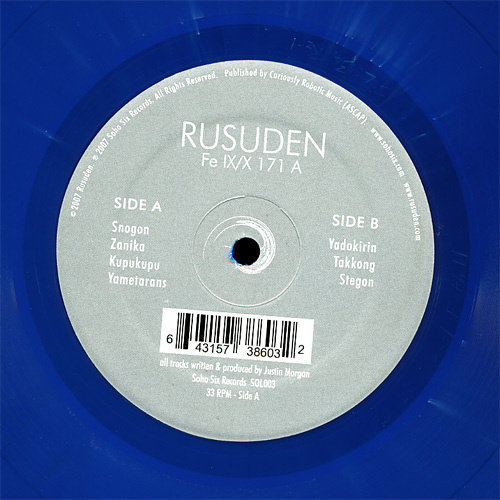 © 2007 Rusuden. ℗ 2007 Soho Six Records. All Rights Reserved. Published by Curiously Robotic Music (ASCAP). www.sohosix.com www.rusuden.com
RUSUDEN
Fe IX/X 171 A
SIDE A
Snogon
Zanika
Kupukupu
Yametarans
SIDE B
Yadokirin
Takkong
Stegon
6 43157 38603 2
all tracks written & produced by Justin Morgan
Soho Six Records SOL003
33 RPM - Side A